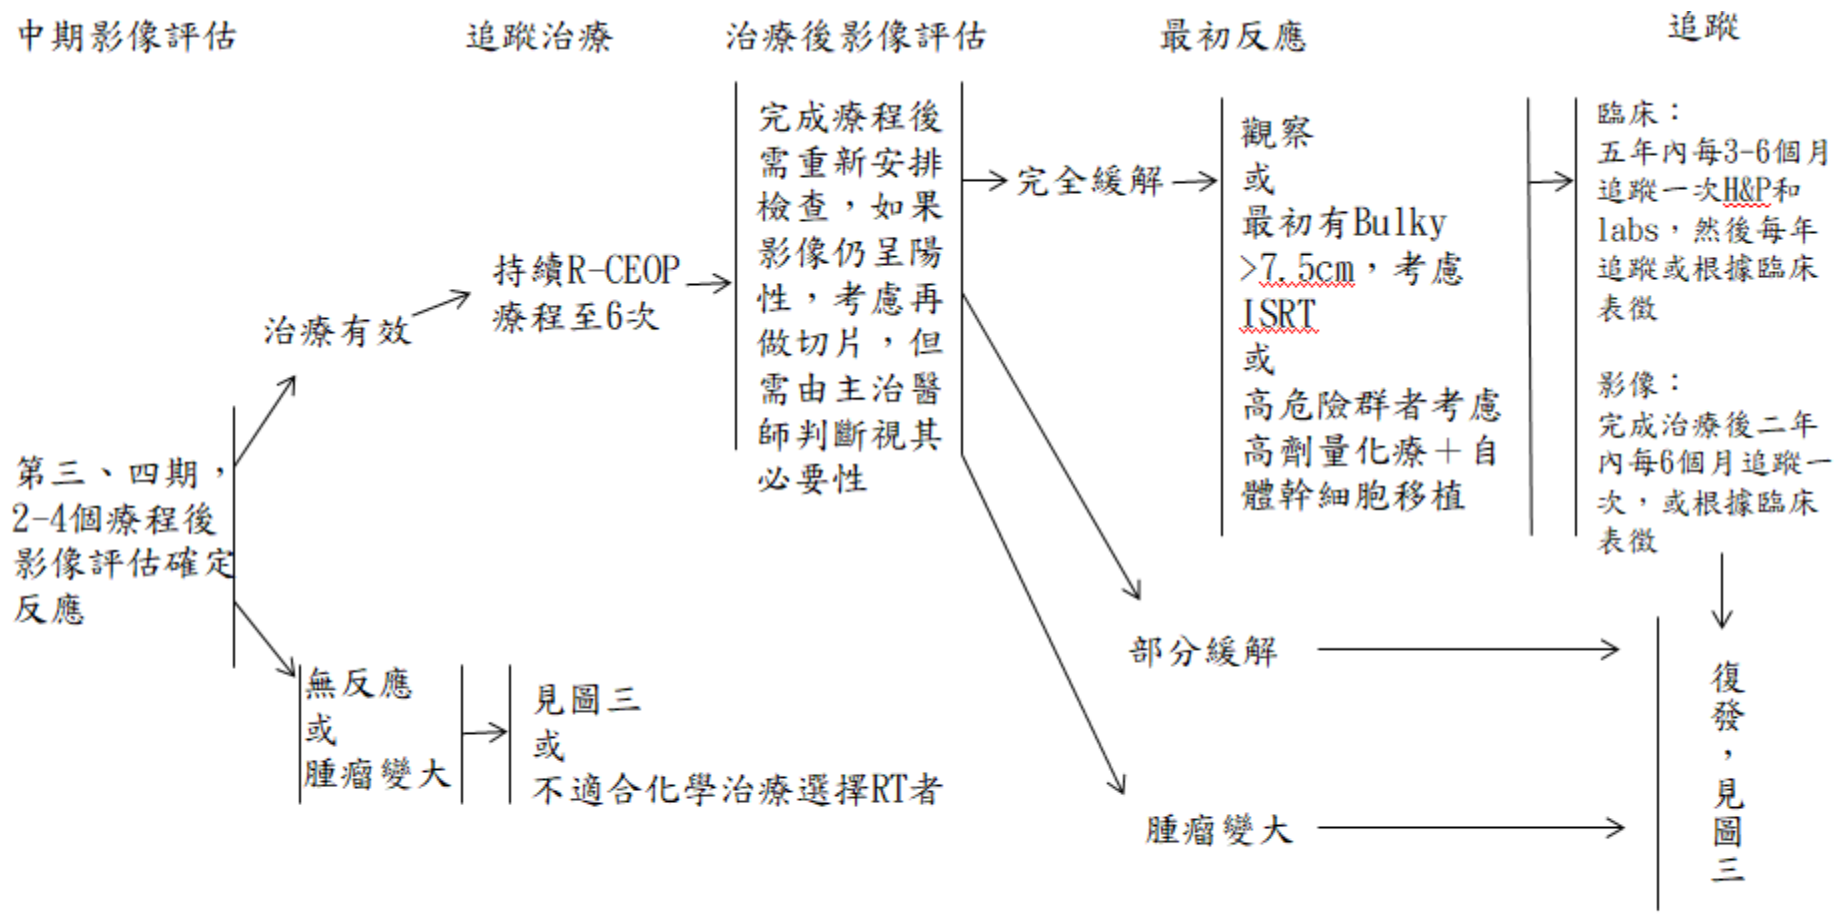 中期影像評估
追蹤治療
治療後影像評估
最初反應
追蹤
第三、四期，
2-4個療程後
影像評估確定
反應
治療有效
持續R-CEOP
療程至6次
無反應
或
腫瘤變大
見圖三
或
不適合化學治療選擇RT者
完成療程後
需重新安排
檢查，如果
影像仍呈陽
性，考慮再
做切片，但
需由主治醫
師判斷視其
必要性
完全緩解
觀察
或
最初有Bulky
>7.5cm，考慮
ISRT
或
高危險群者考慮
高劑量化療＋自
體幹細胞移植
部分緩解
腫瘤變大
臨床：
五年內每3-6個月
追蹤一次H&P和
labs，然後每年
追蹤或根據臨床
表徵
影像：
完成治療後二年
內每6個月追蹤一
次，或根據臨床
表徵
復發，見圖三